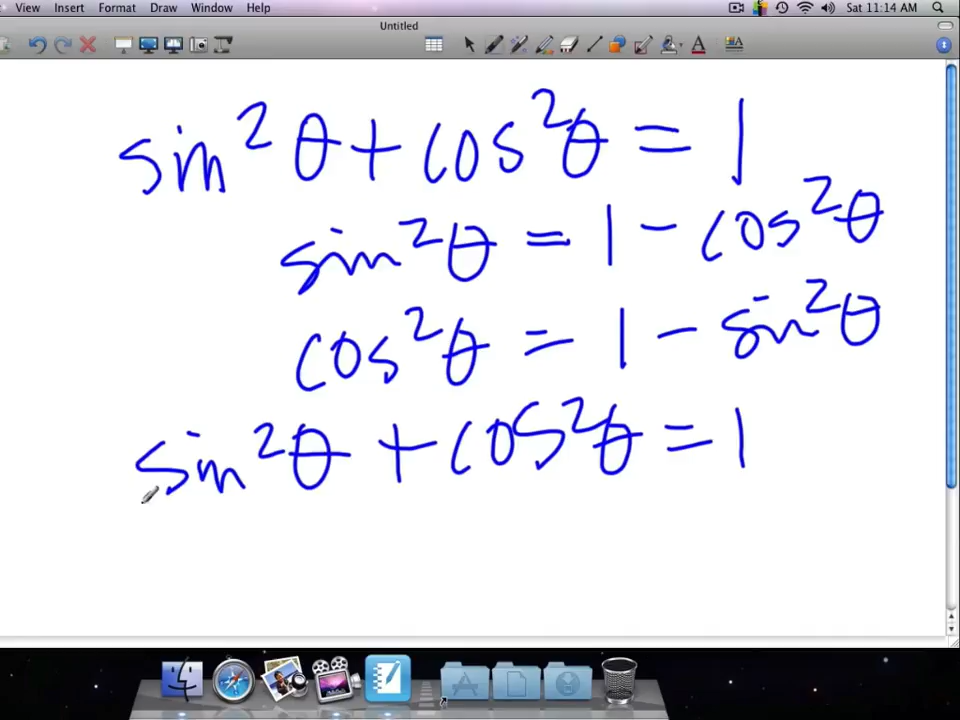 View Insert Format Draw Window Help Sat 11:14 AM
Untitled
sin²θ + cos²θ = 1
sin²θ = 1 − cos²θ
cos²θ = 1 − sin²θ
sin²θ + cos²θ = 1